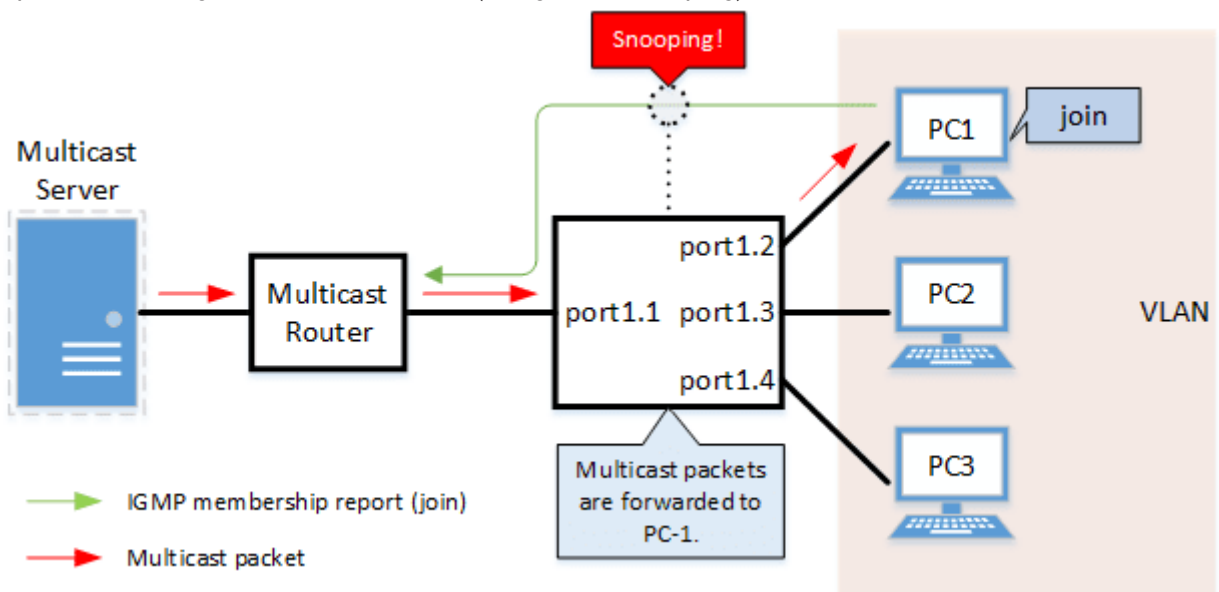 Snooping!
PC1
join
Multicast
Server
port1.2
Multicast
Router
port1.1
port1.3
PC2
VLAN
port1.4
Multicast packets
are forwarded to
PC-1.
PC3
IGMP membership report (join)
Multicast packet